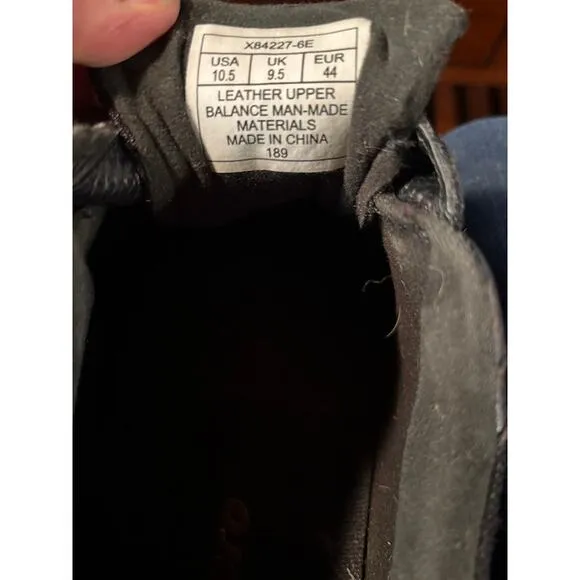 X84227-6E
USA UK EUR
10.5 9.5 44
LEATHER UPPER
BALANCE MAN-MADE
MATERIALS
MADE IN CHINA
189